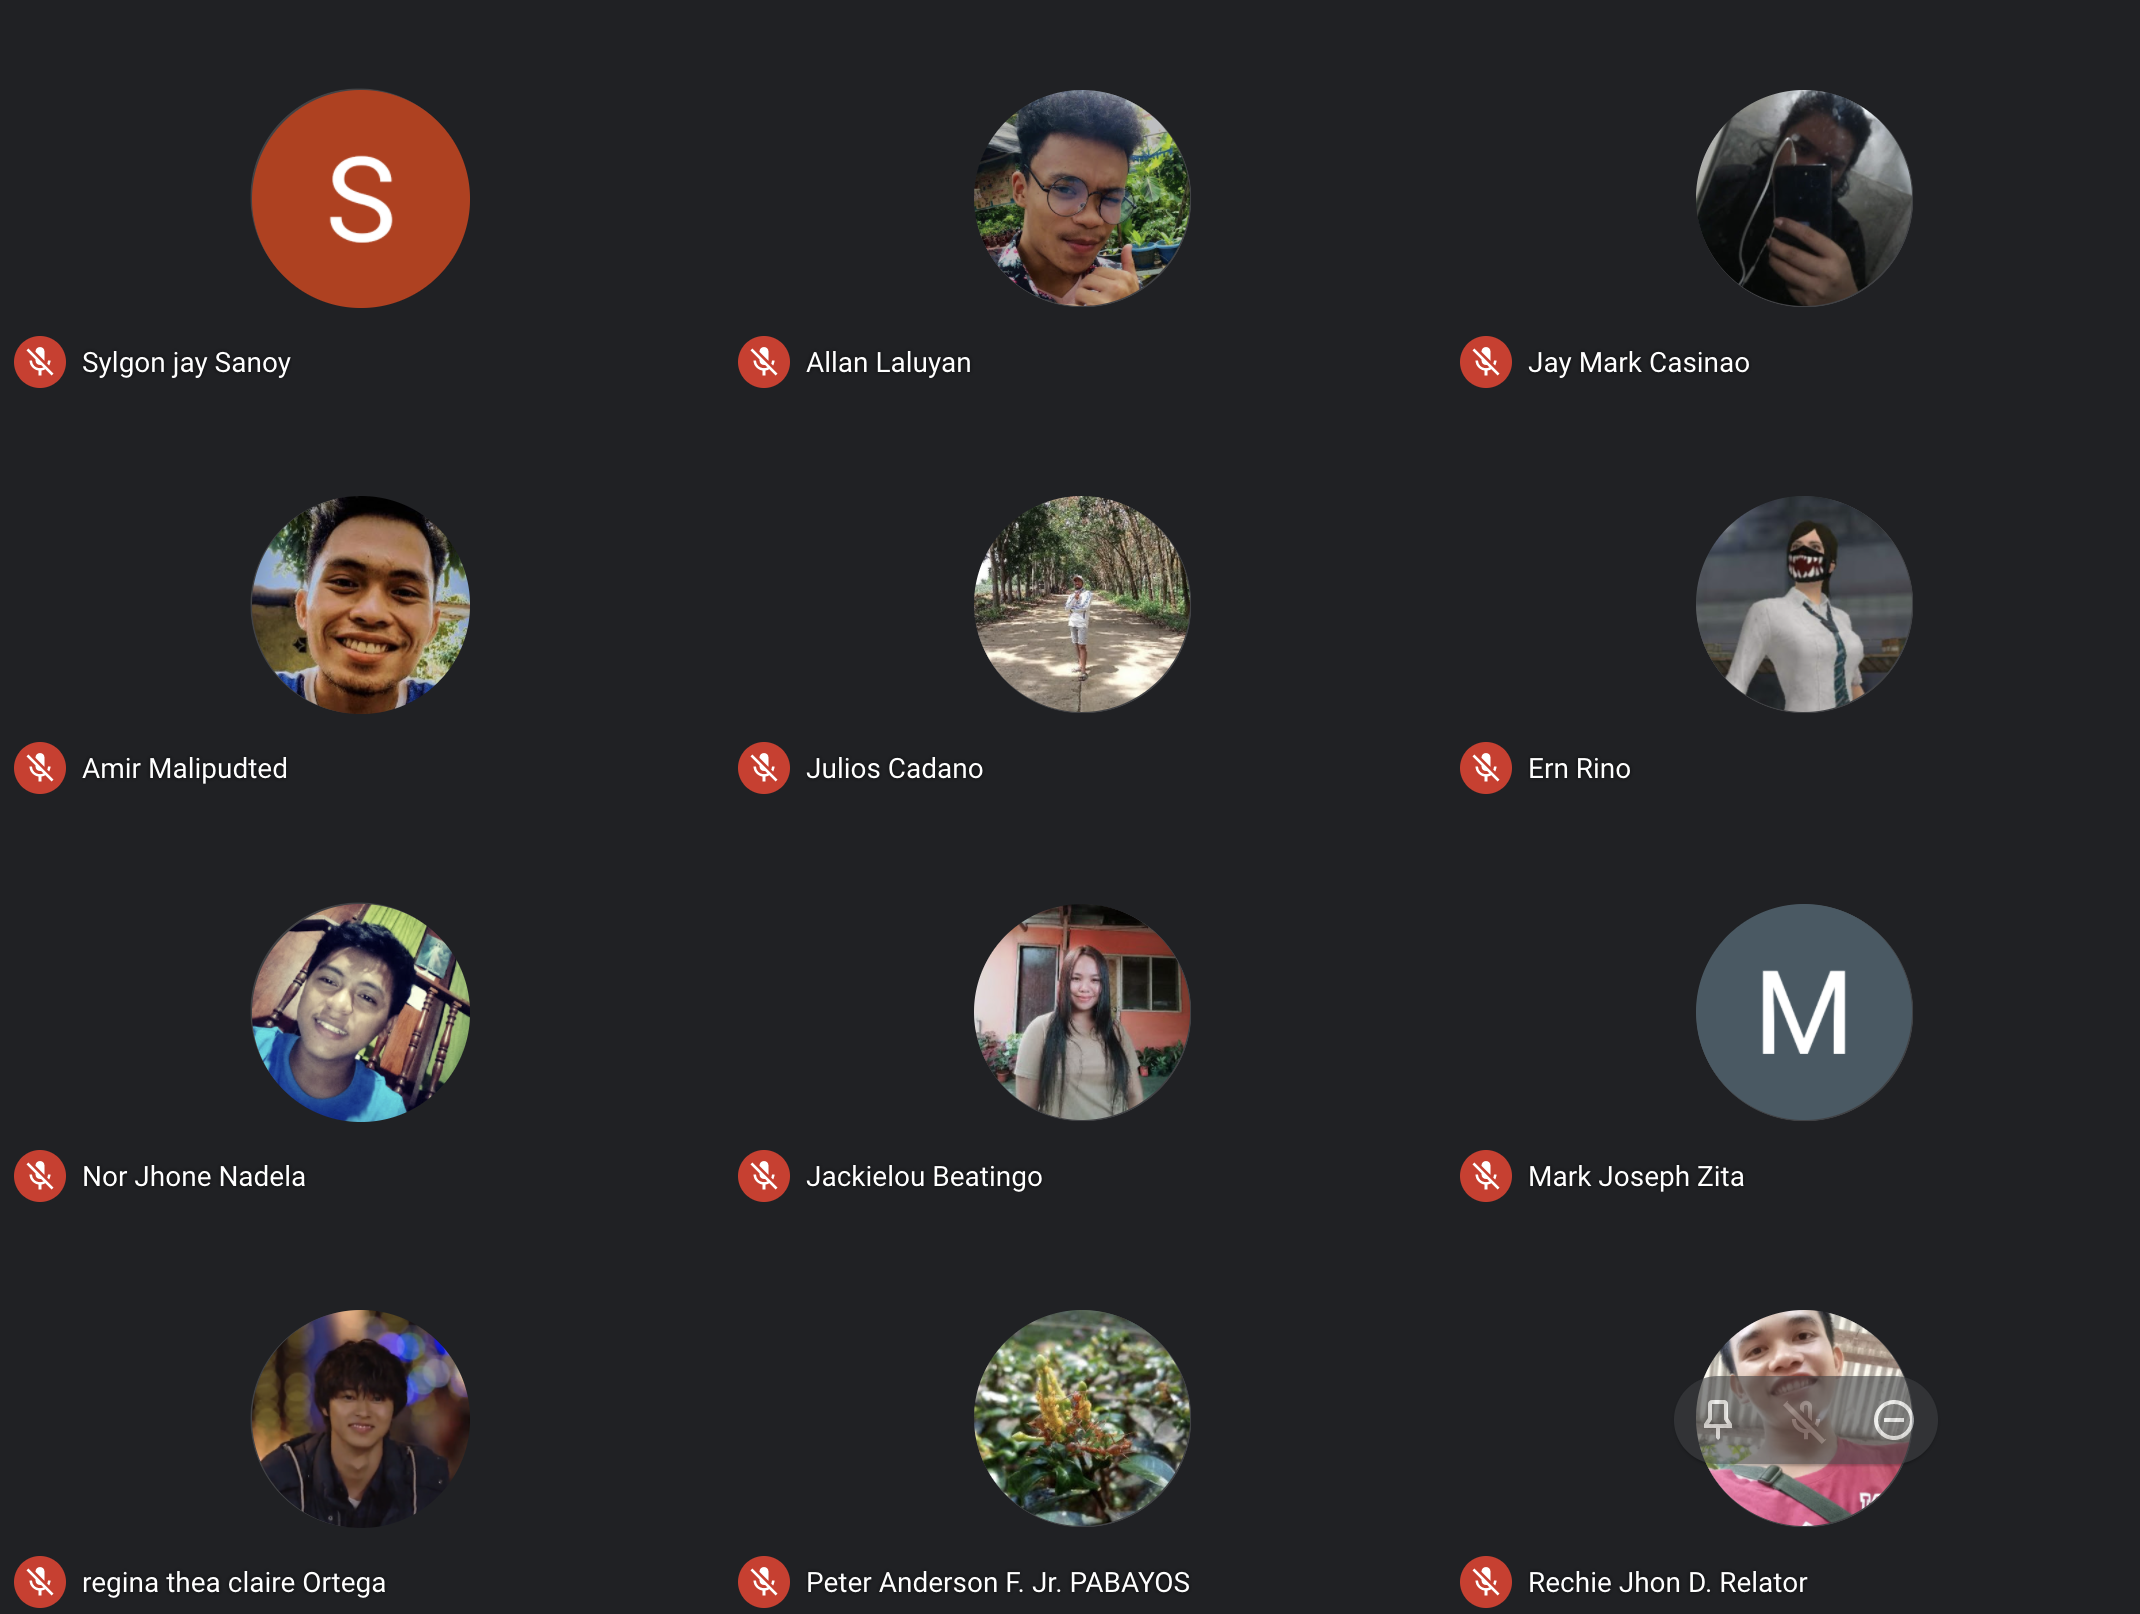 S
Sylgon jay Sanoy
Allan Laluyan
Jay Mark Casinao
Amir Malipudted
Julios Cadano
Ern Rino
Nor Jhone Nadela
Jackielou Beatingo
M
Mark Joseph Zita
regina thea claire Ortega
Peter Anderson F. Jr. PABAYOS
Rechie Jhon D. Relator